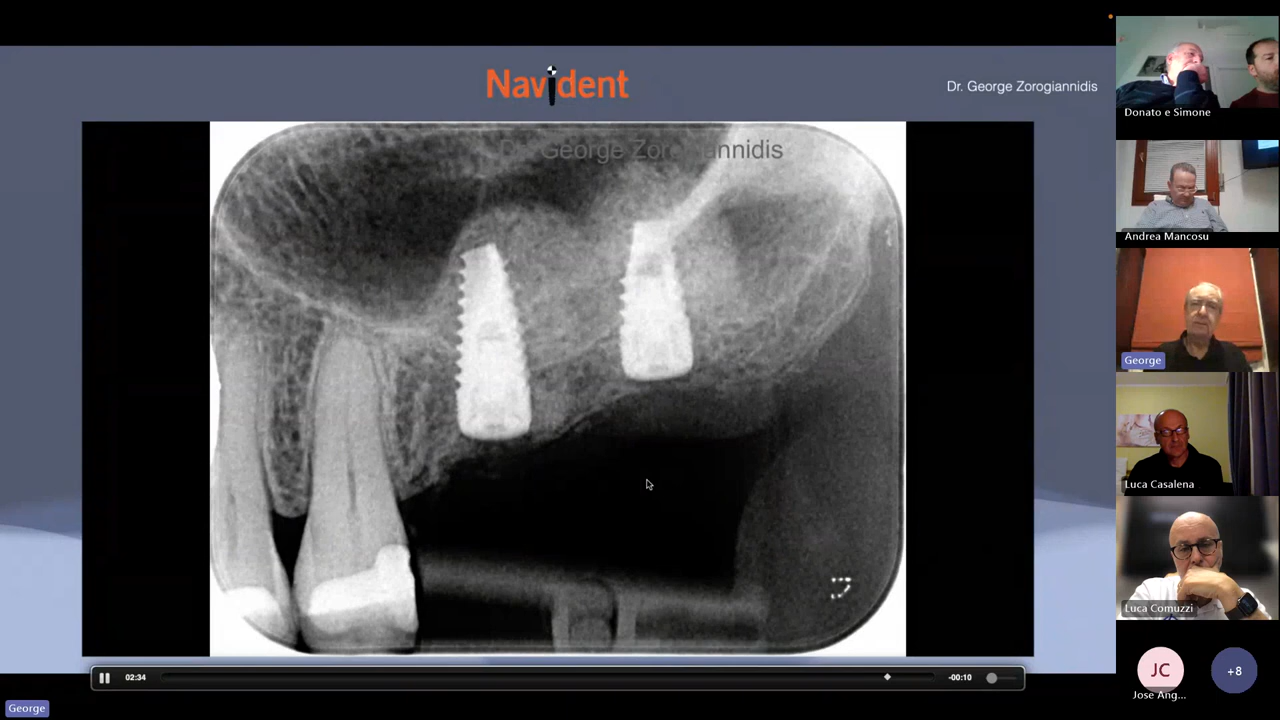 Navident
Dr. George Zorogiannidis
Dr. George Zorogiannidis
02:34
-00:10
George
Donato e Simone
Andrea Mancosu
George
Luca Casalena
Luca Comuzzi
JC
+8
Jose Ang...